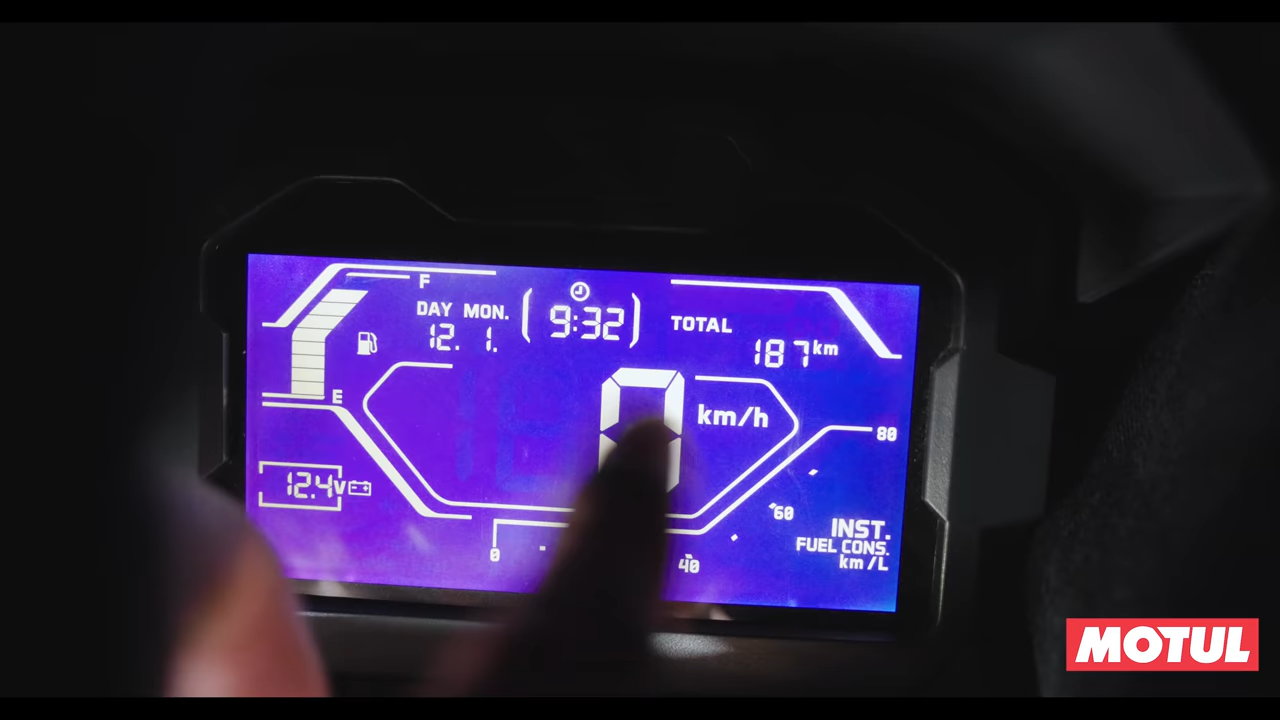 F
DAY MON.
12. 1.
9:32
TOTAL
187 km
E
0 km/h
80
12.4V
60
INST.
FUEL CONS.
km/L
0
40
MOTUL